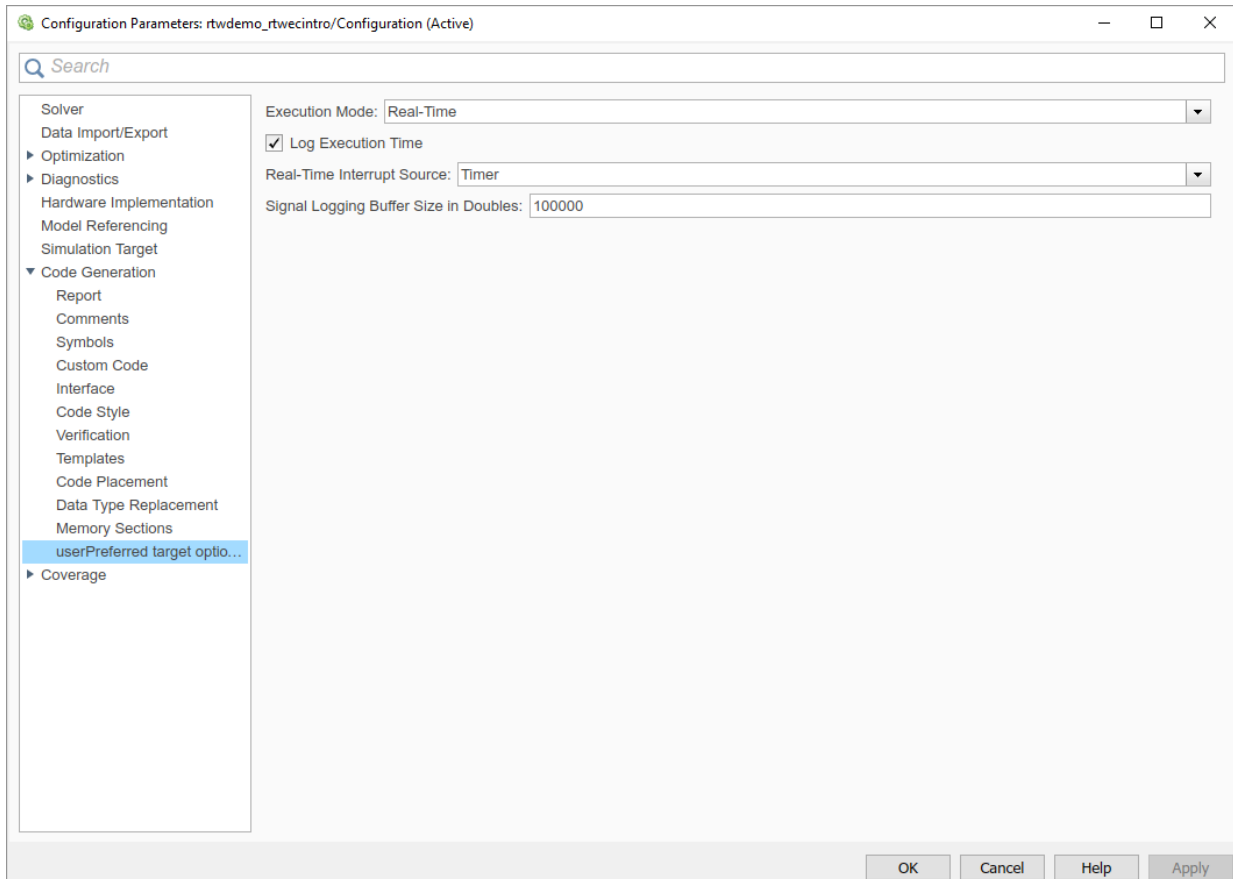 Configuration Parameters: rtwdemo_rtwecintro/Configuration (Active)
Search
Solver
Data Import/Export
Optimization
Diagnostics
Hardware Implementation
Model Referencing
Simulation Target
Code Generation
Report
Comments
Symbols
Custom Code
Interface
Code Style
Verification
Templates
Code Placement
Data Type Replacement
Memory Sections
userPreferred target optio...
Coverage
Execution Mode: Real-Time
Log Execution Time
Real-Time Interrupt Source: Timer
Signal Logging Buffer Size in Doubles: 100000
OK Cancel Help Apply